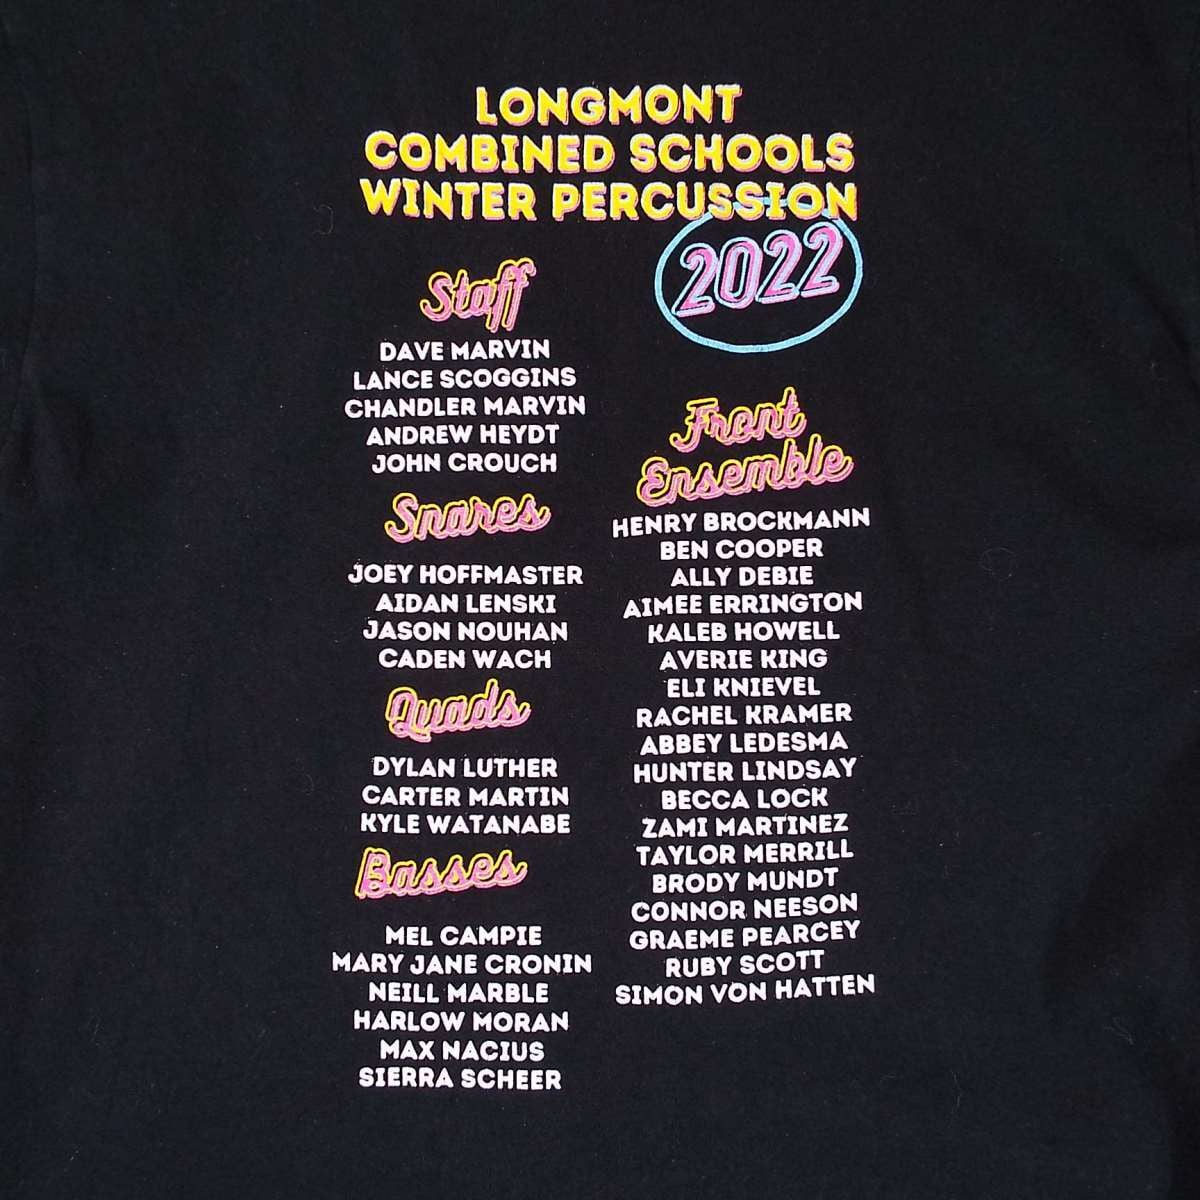 LONGMONT
COMBINED SCHOOLS
WINTER PERCUSSION
2022
Staff
DAVE MARVIN
LANCE SCOGGINS
CHANDLER MARVIN
ANDREW HEYDT
JOHN CROUCH
Snares
JOEY HOFFMASTER
AIDAN LENSKI
JASON NOUHAN
CADEN WACH
Quads
DYLAN LUTHER
CARTER MARTIN
KYLE WATANABE
Basses
MEL CAMPIE
MARY JANE CRONIN
NEILL MARBLE
HARLOW MORAN
MAX NACIUS
SIERRA SCHEER
Front
Ensemble
HENRY BROCKMANN
BEN COOPER
ALLY DEBIE
AIMEE ERRINGTON
KALEB HOWELL
AVERIE KING
ELI KNIEVEL
RACHEL KRAMER
ABBEY LEDESMA
HUNTER LINDSAY
BECCA LOCK
ZAMI MARTINEZ
TAYLOR MERRILL
BRODY MUNDT
CONNOR NEESON
GRAEME PEARCEY
RUBY SCOTT
SIMON VON HATTEN